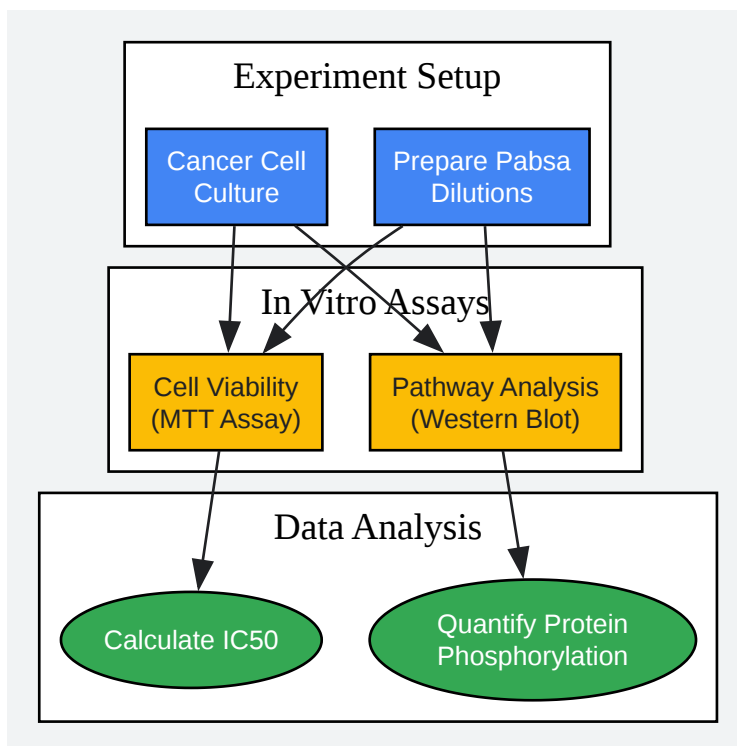 Experiment Setup
Cancer Cell
Culture
Prepare Pabsa
Dilutions
In Vitro Assays
Cell Viability
(MTT Assay)
Pathway Analysis
(Western Blot)
Data Analysis
Calculate IC50
Quantify Protein
Phosphorylation